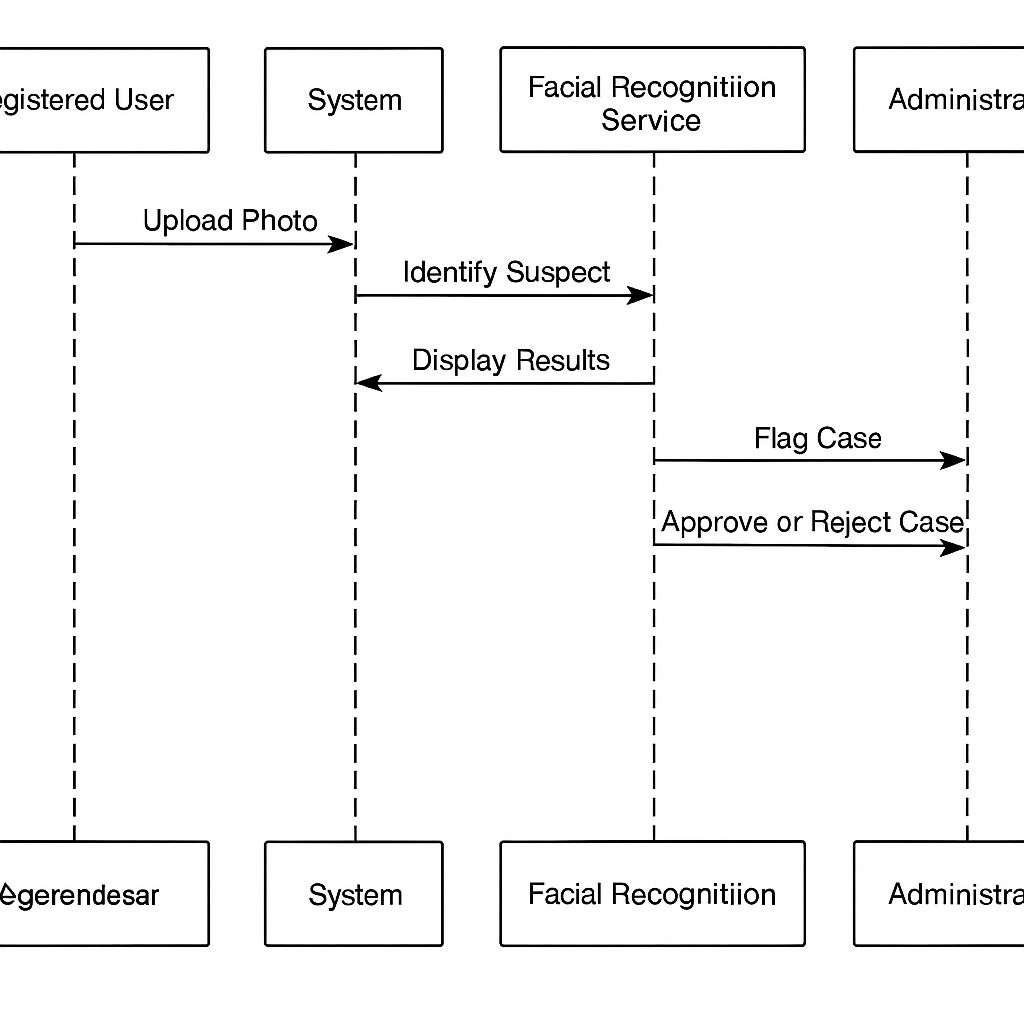 egistered User
System
Facial Recognitiion
Service
Administra
Upload Photo
Identify Suspect
Display Results
Flag Case
Approve or Reject Case
gerendesar
System
Facial Recognitiion
Administra